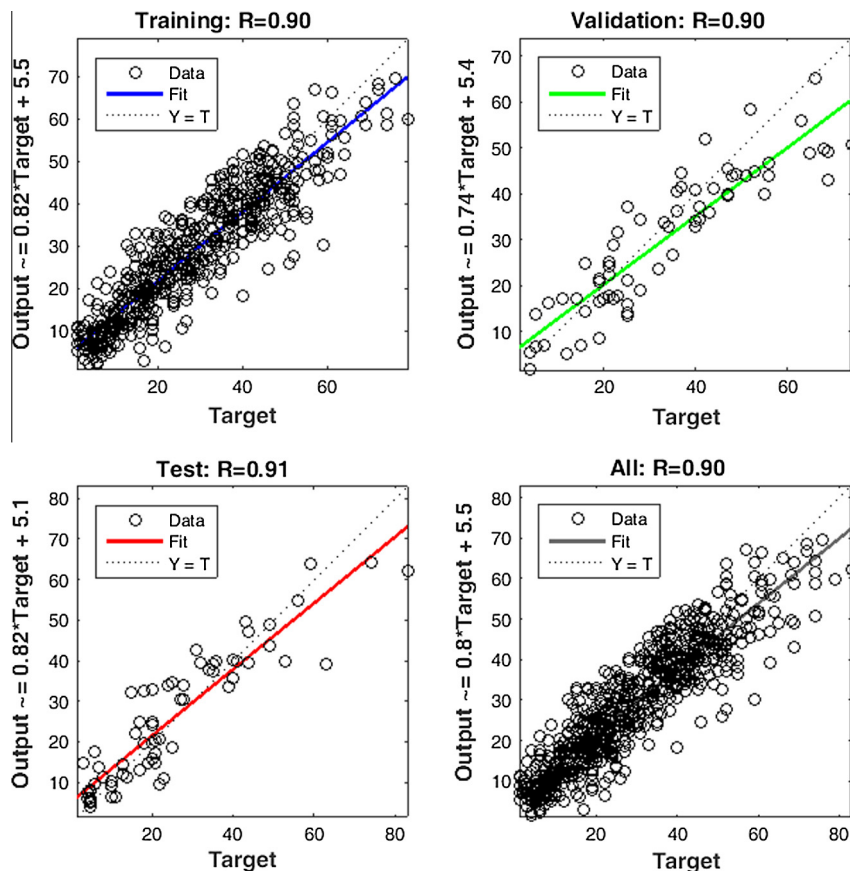 Training: R=0.90
Output ~= 0.82*Target + 5.5
Data
Fit
Y = T
70
60
50
40
30
20
10
20
40
60
Target
Validation: R=0.90
Output ~= 0.74*Target + 5.4
Data
Fit
Y = T
70
60
50
40
30
20
10
20
40
60
Target
Test: R=0.91
Output ~= 0.82*Target + 5.1
Data
Fit
Y = T
80
70
60
50
40
30
20
10
20
40
60
80
Target
All: R=0.90
Output ~= 0.8*Target + 5.5
Data
Fit
Y = T
80
70
60
50
40
30
20
10
20
40
60
80
Target